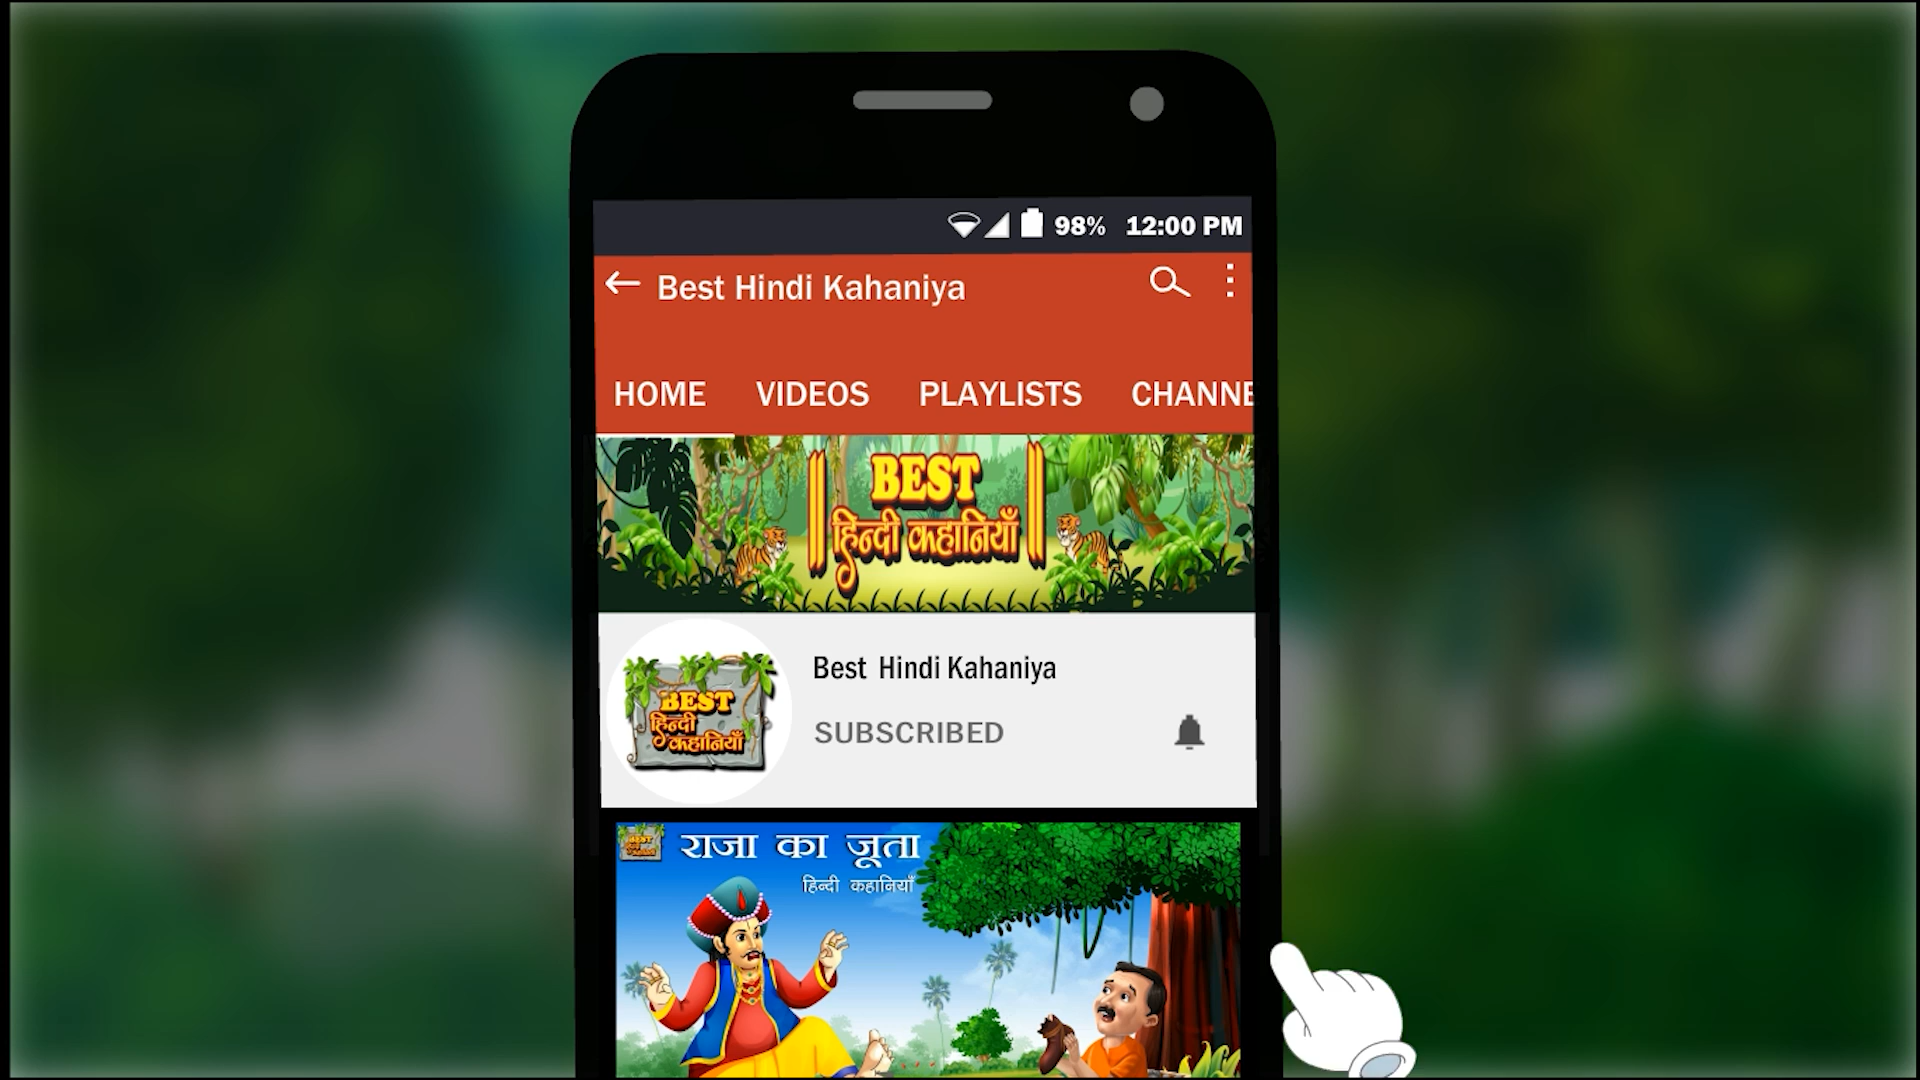 98% 12:00 PM
Best Hindi Kahaniya
HOME VIDEOS PLAYLISTS CHANNE
BEST
हिन्दी कहानियाँ
Best Hindi Kahaniya
BEST
हिन्दी
कहानियाँ
SUBSCRIBED
राजा का जूता
हिन्दी कहानियाँ